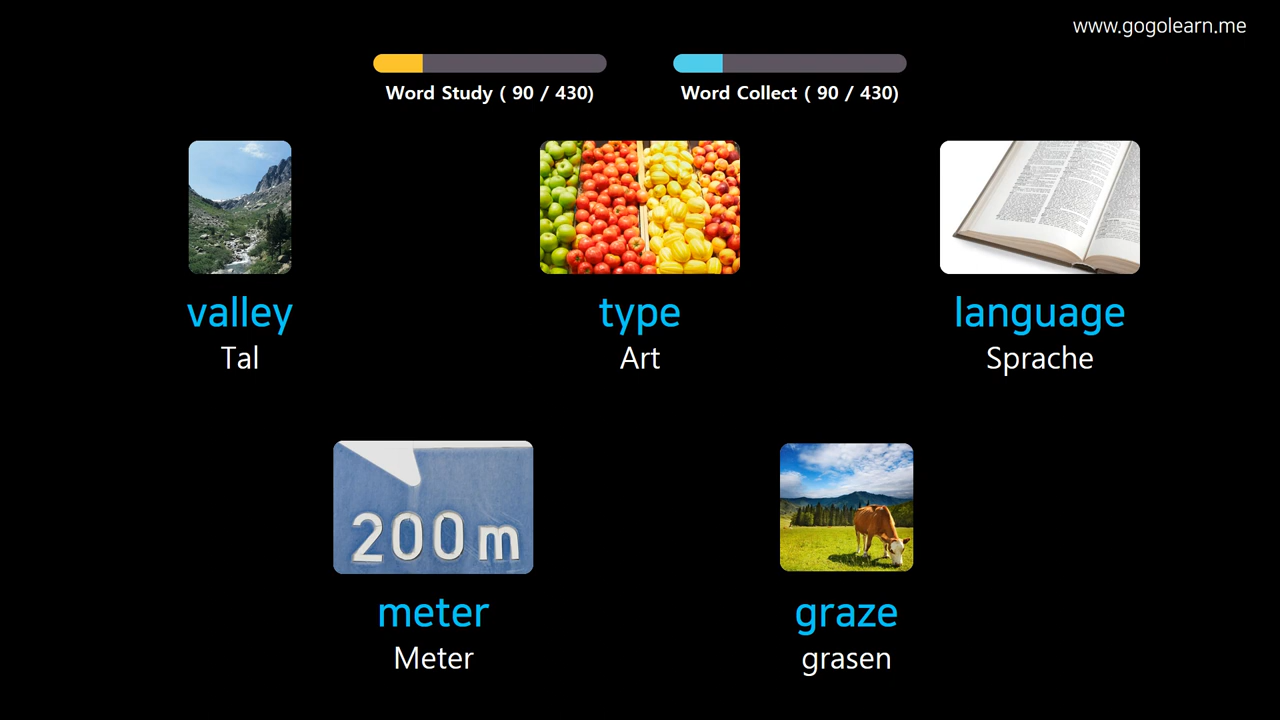 www.gogolearn.me
Word Study ( 90 / 430)
Word Collect ( 90 / 430)
valley
Tal
type
Art
language
Sprache
200 m
meter
Meter
graze
grasen